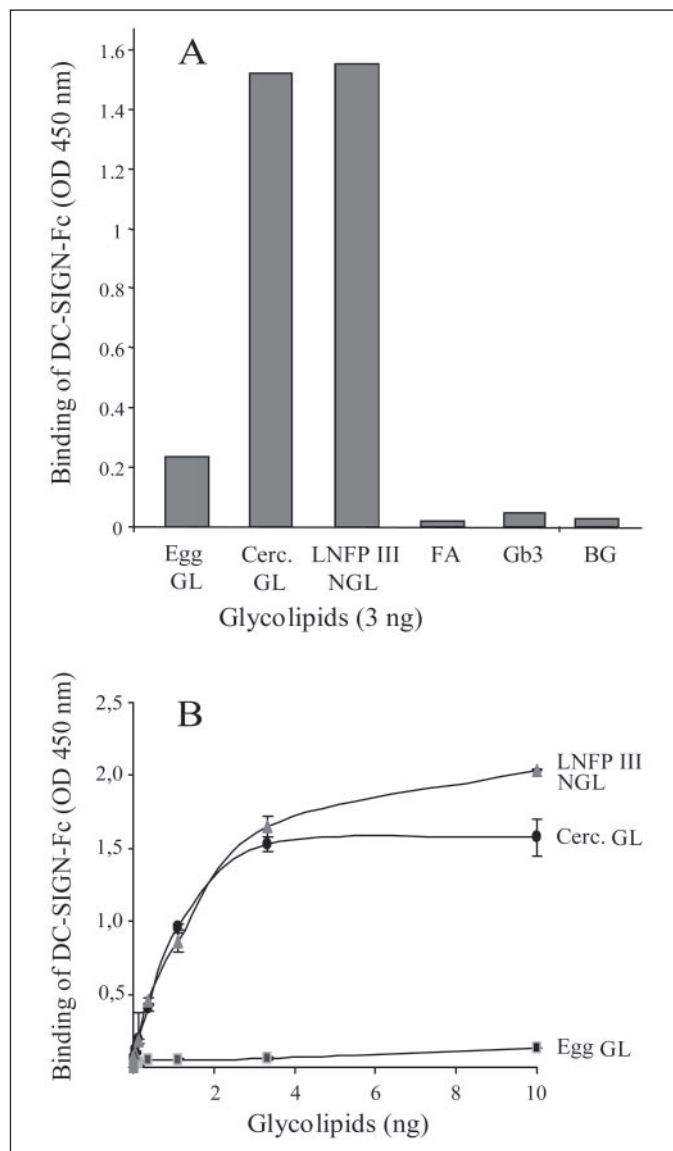 A
Binding of DC-SIGN-Fc (OD 450 nm)
1.6
1.4
1.2
1
0.8
0.6
0.4
0.2
0
Egg
GL
Cerc.
GL
LNFP III
NGL
FA
Gb3
BG
Glycolipids (3 ng)
B
Binding of DC-SIGN-Fc (OD 450 nm)
2,5
2,0
1,5
1,0
0,5
LNFP III
NGL
Cerc. GL
Egg GL
2
4
6
8
10
Glycolipids (ng)